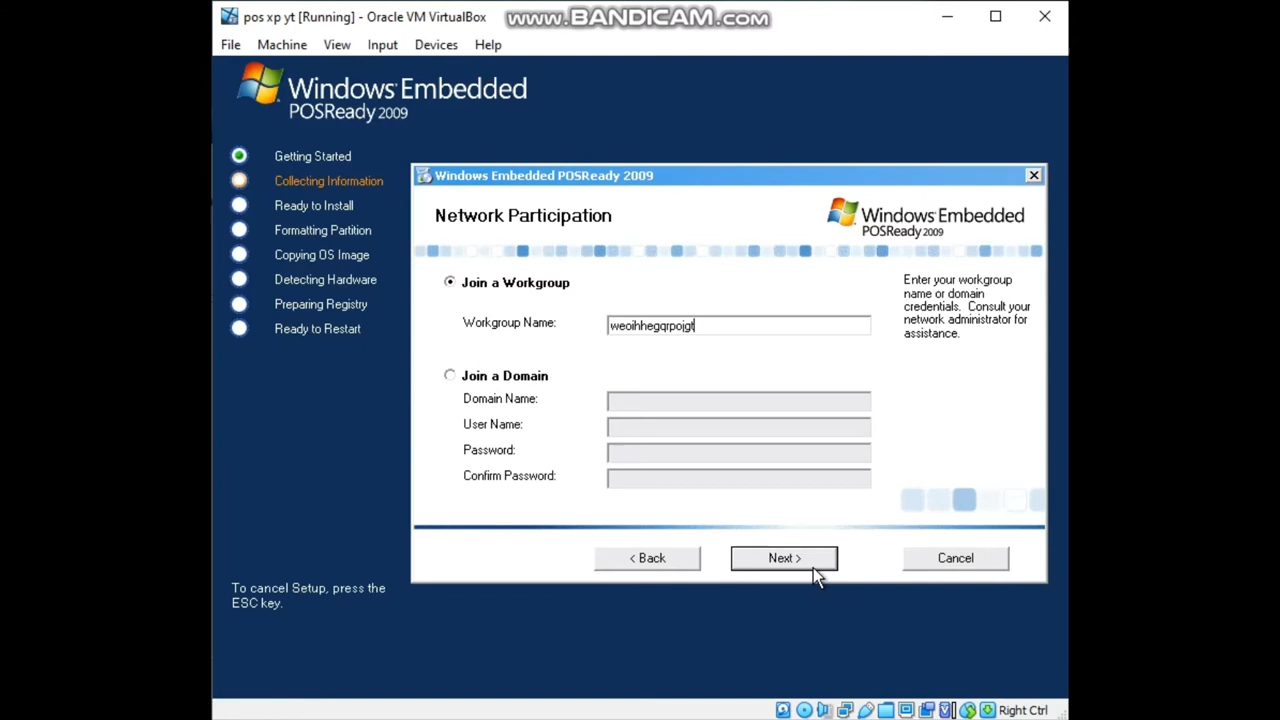 pos xp yt [Running] - Oracle VM VirtualBox
www.BANDICAM.com
File Machine View Input Devices Help
Windows Embedded
POSReady 2009
Getting Started
Collecting Information
Ready to Install
Formatting Partition
Copying OS Image
Detecting Hardware
Preparing Registry
Ready to Restart
To cancel Setup, press the
ESC key.
Windows Embedded POSReady 2009
Network Participation
Windows Embedded
POSReady 2009
Join a Workgroup
Workgroup Name: weoihhegqrpojgt
Join a Domain
Domain Name:
User Name:
Password:
Confirm Password:
Enter your workgroup
name or domain
credentials. Consult your
network administrator for
assistance.
< Back
Next >
Cancel
Right Ctrl